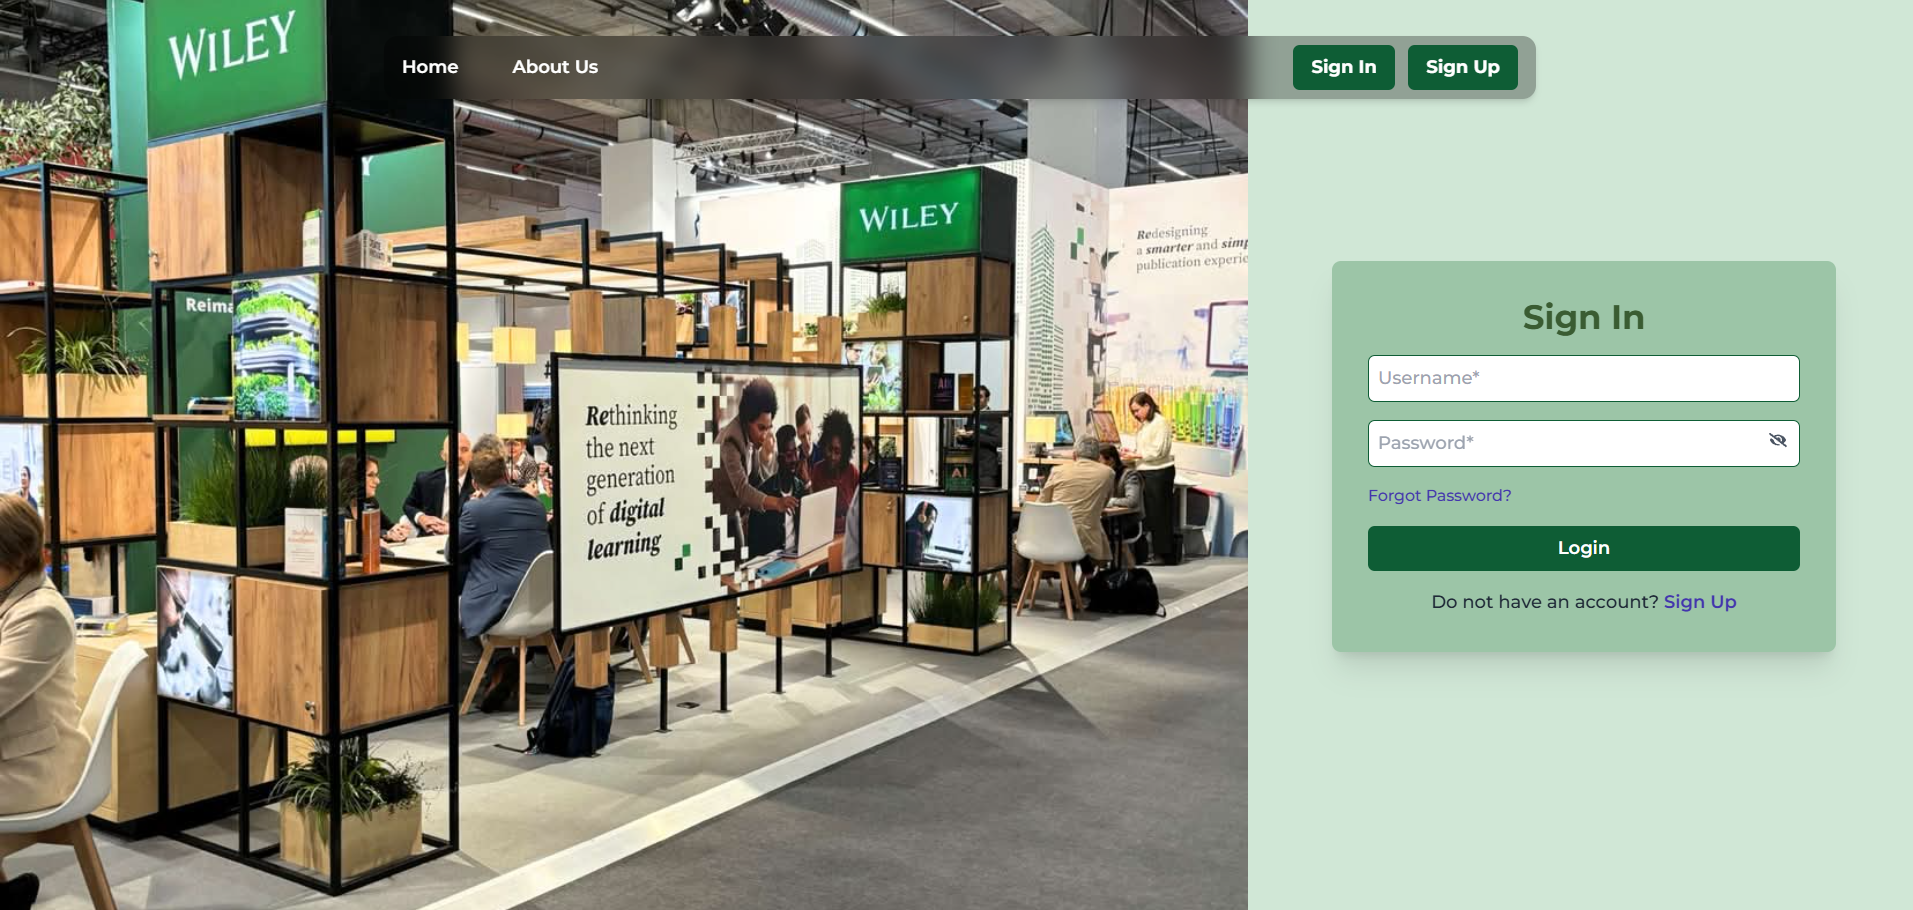 WILEY
Home
About Us
Sign In
Sign Up
WILEY
Redesigning
a smarter and simp
publication experie
Reima
Rethinking
the next
generation
of digital
learning
AI
Sign In
Username*
Password*
Forgot Password?
Login
Do not have an account? Sign Up